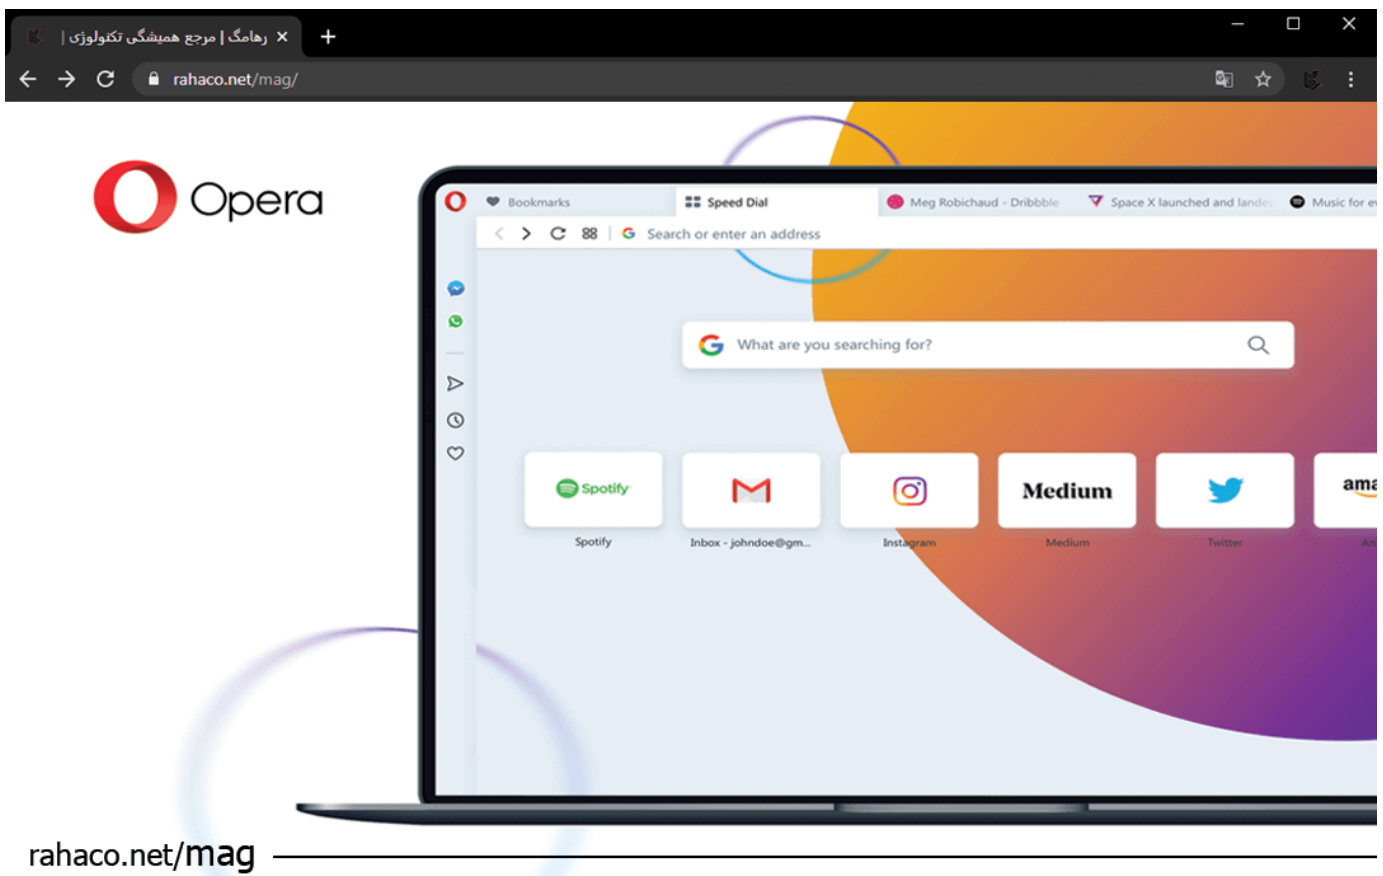 رهامگ | مرجع همیشگی تکنولوژی |
rahaco.net/mag/
Opera
Bookmarks
Speed Dial
Meg Robichaud - Dribbble
Space X launched and lande
Music for ev
Search or enter an address
What are you searching for?
Spotify
Medium
ama
Spotify
Inbox - johndoe@gm...
Instagram
Medium
Twitter
Am
rahaco.net/mag